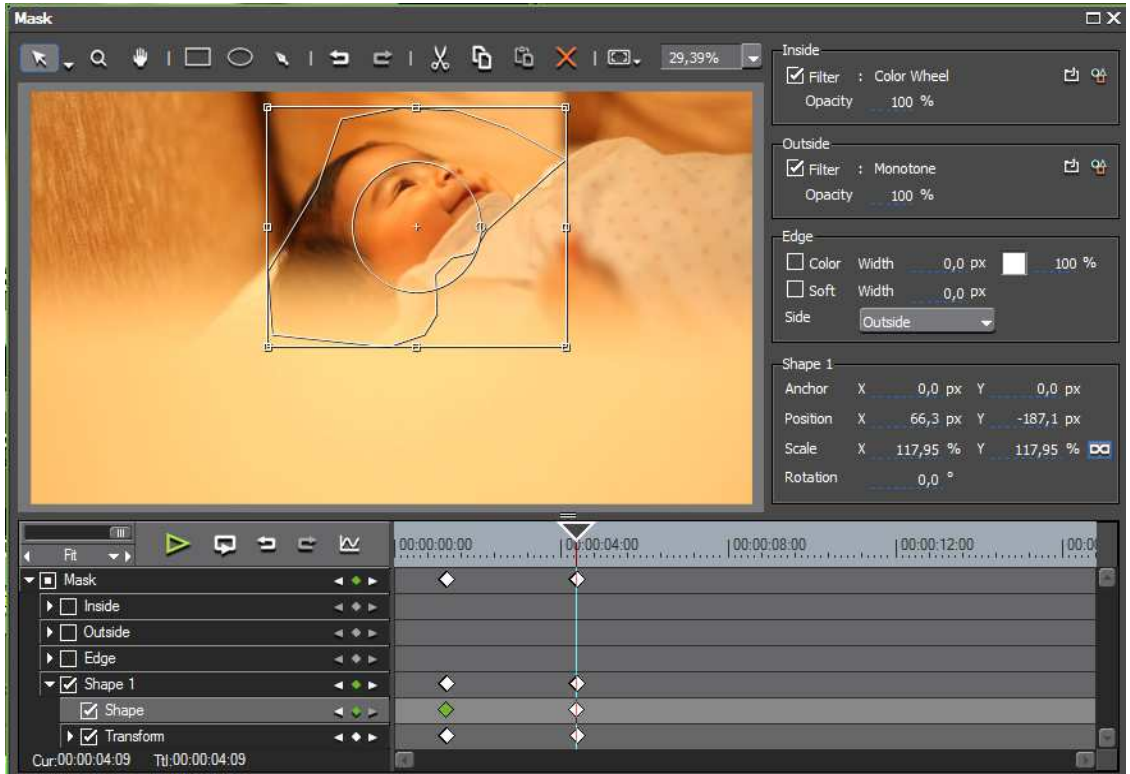 Mask
29,39%
Inside
Filter : Color Wheel
Opacity 100 %
Outside
Filter : Monotone
Opacity 100 %
Edge
Color Width 0,0 px 100 %
Soft Width 0,0 px
Side Outside
Shape 1
Anchor X 0,0 px Y 0,0 px
Position X 66,3 px Y -187,1 px
Scale X 117,95 % Y 117,95 %
Rotation 0,0 °
Fit
00:00:00:00 00:00:04:00 00:00:08:00 00:00:12:00 00:00
Mask
Inside
Outside
Edge
Shape 1
Shape
Transform
Cur:00:00:04:09 Ttl:00:00:04:09